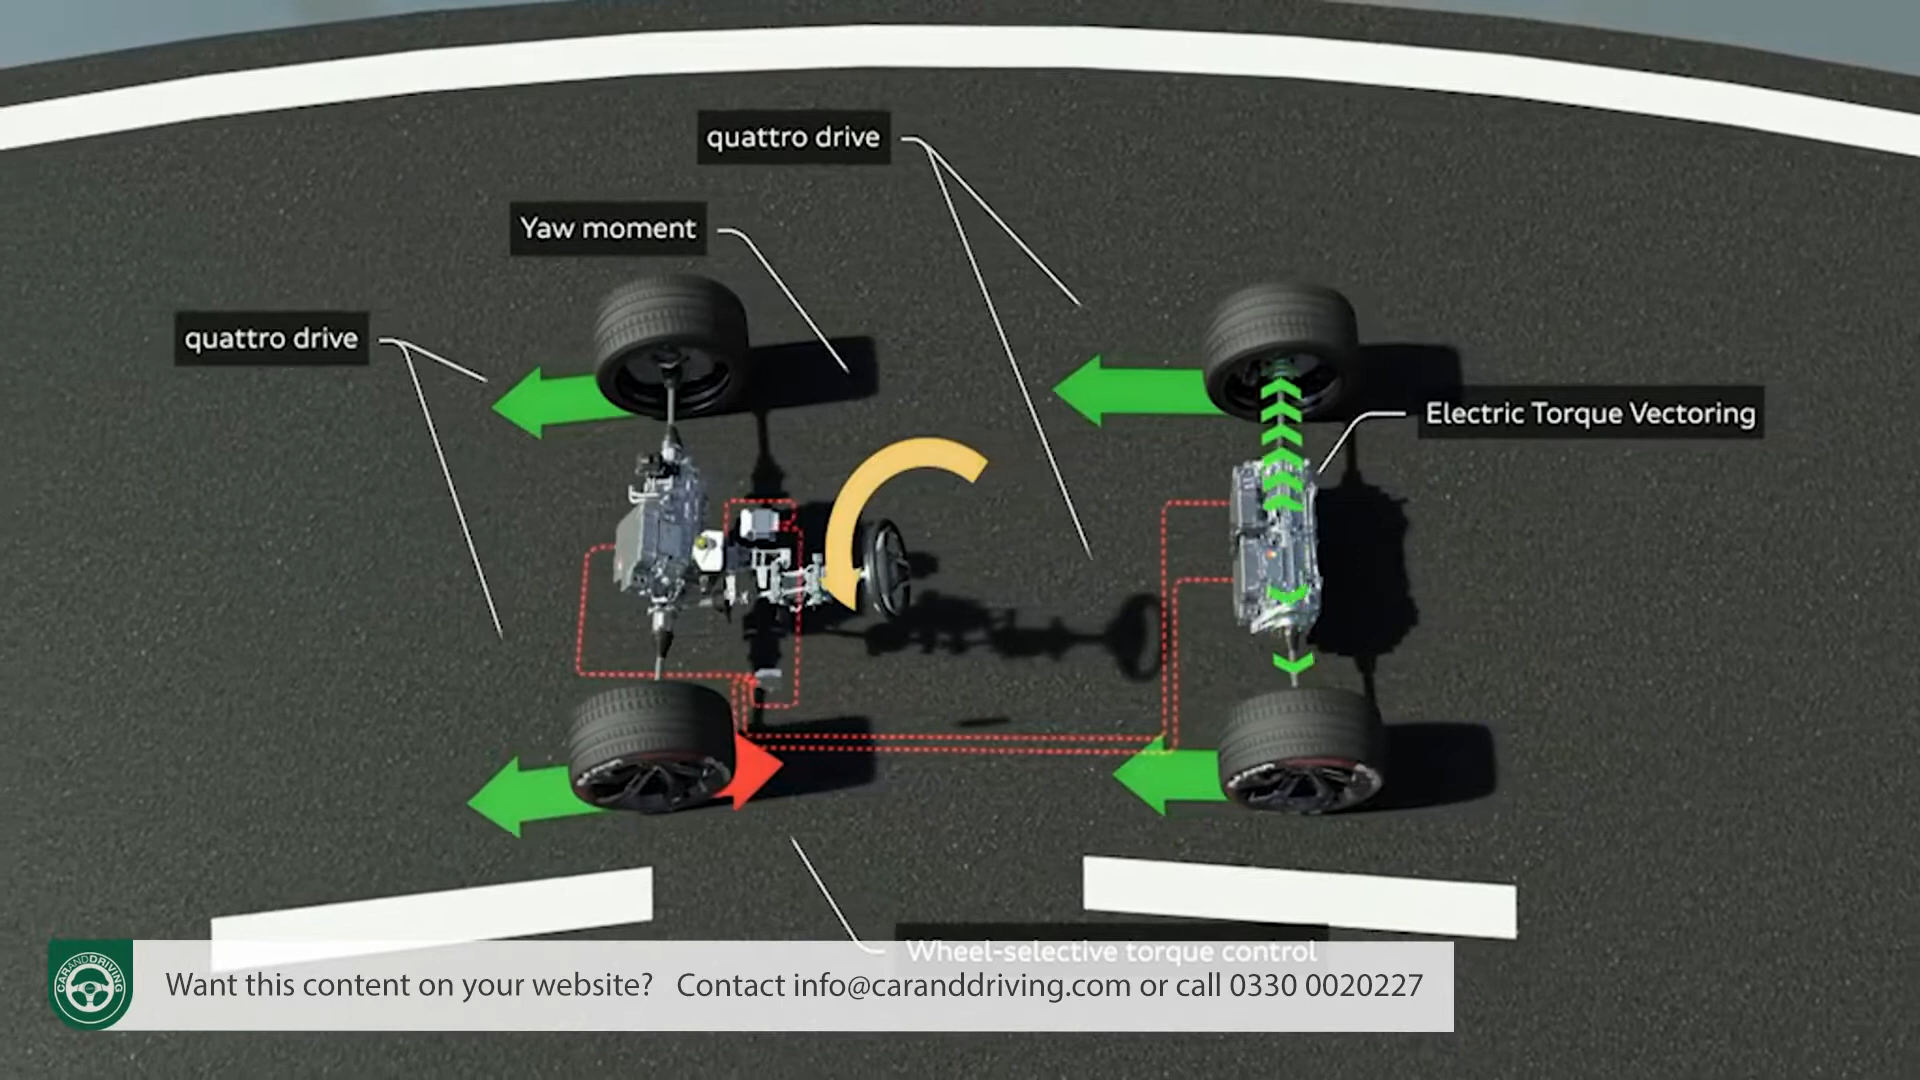 quattro drive
Yaw moment
quattro drive
Electric Torque Vectoring
Wheel-selective torque control
CARANDDRIVING
Want this content on your website? Contact info@caranddriving.com or call 0330 0020227